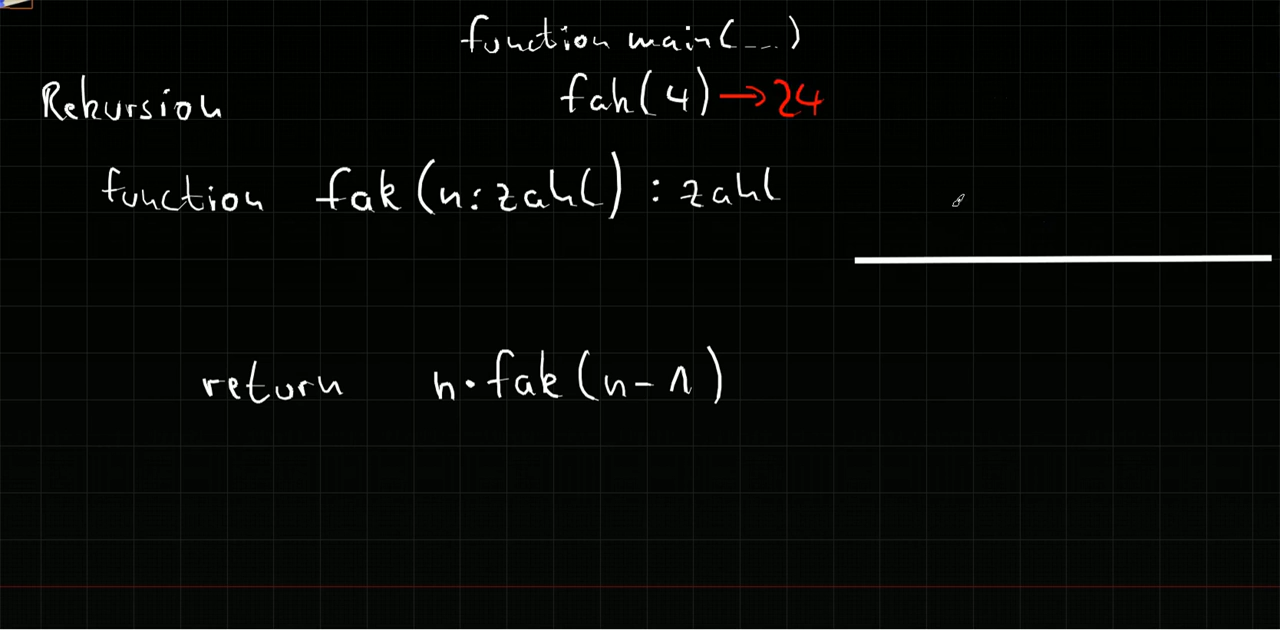 function main(...)
Rekursion
fak(4) → 24
function fak(n: zahl) : zahl
return n · fak(n - 1)